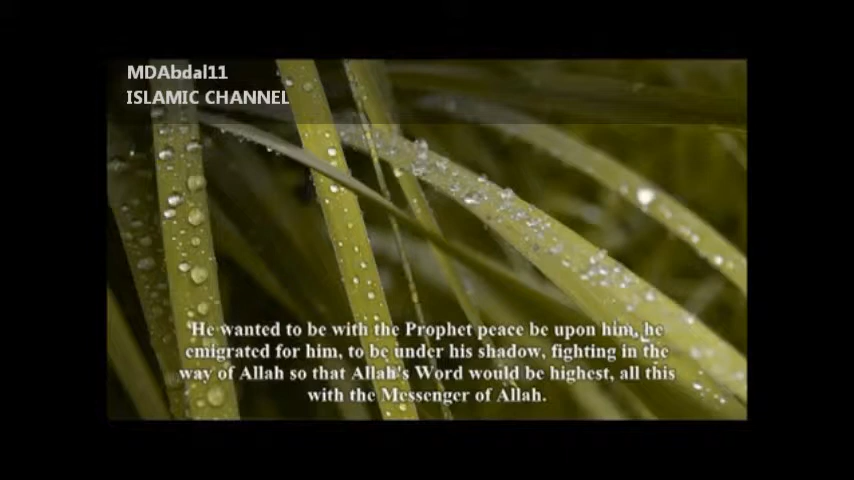 MDAbdal11
ISLAMIC CHANNEL
He wanted to be with the Prophet peace be upon him, he
emigrated for him, to be under his shadow, fighting in the
way of Allah so that Allah's Word would be highest, all this
with the Messenger of Allah.